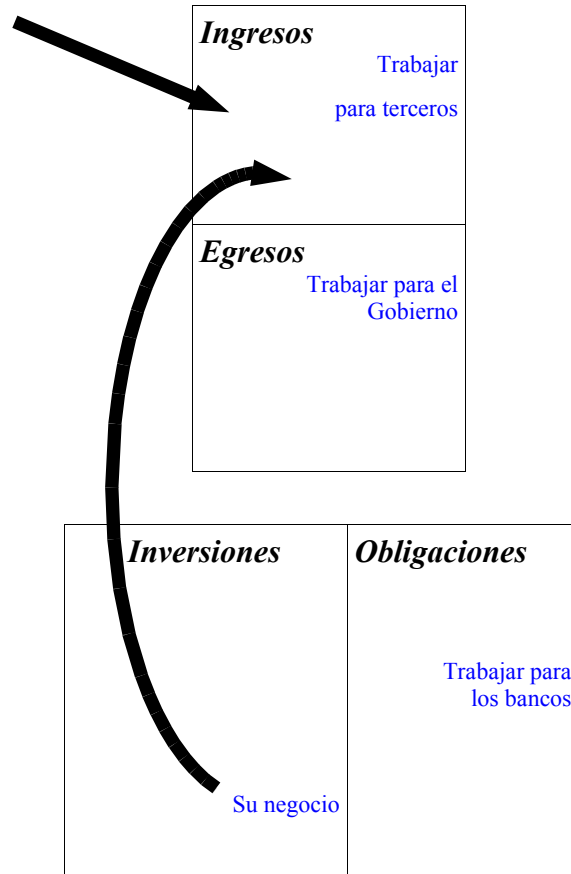 Ingresos
Trabajar
para terceros
Egresos
Trabajar para el
Gobierno
Inversiones
Obligaciones
Trabajar para
los bancos
Su negocio